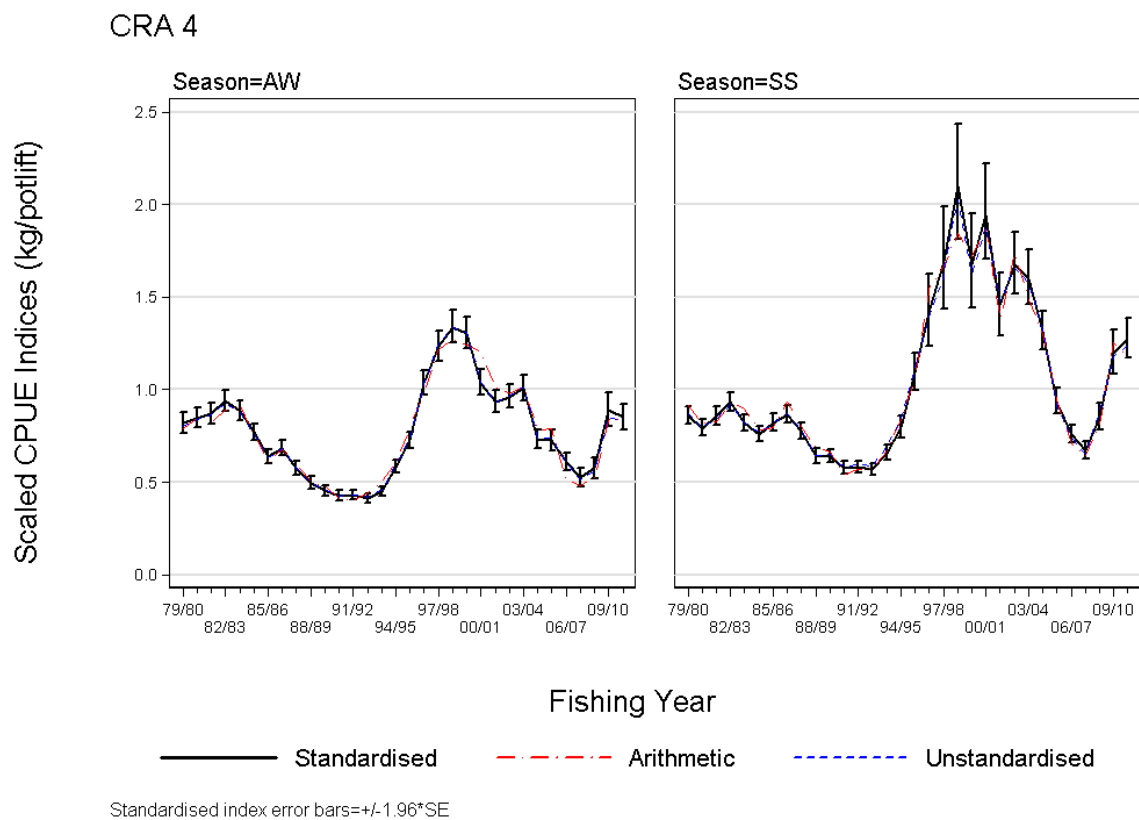 CRA 4
Season=AW
Season=SS
Scaled CPUE Indices (kg/potlift)
2.5
2.0
1.5
1.0
0.5
0.0
79/80 85/86 91/92 97/98 03/04 09/10
82/83 88/89 94/95 00/01 06/07
79/80 85/86 91/92 97/98 03/04 09/10
82/83 88/89 94/95 00/01 06/07
Fishing Year
Standardised Arithmetic Unstandardised
Standardised index error bars=+/-1.96*SE